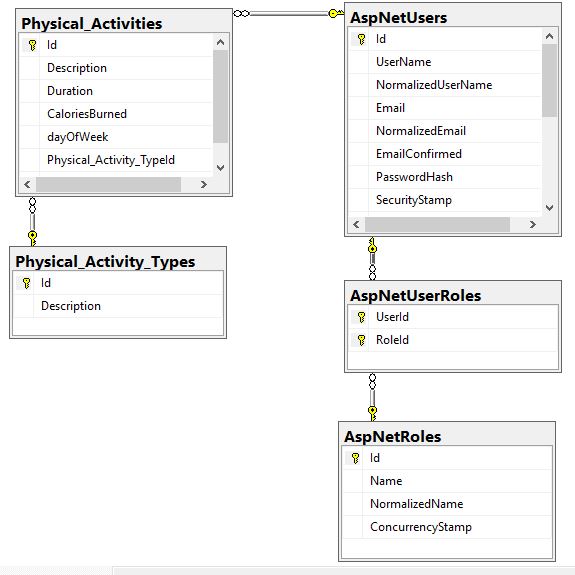 Physical_Activities
Id
Description
Duration
CaloriesBurned
dayOfWeek
Physical_Activity_TypeId
AspNetUsers
Id
UserName
NormalizedUserName
Email
NormalizedEmail
EmailConfirmed
PasswordHash
SecurityStamp
Physical_Activity_Types
Id
Description
AspNetUserRoles
UserId
RoleId
AspNetRoles
Id
Name
NormalizedName
ConcurrencyStamp